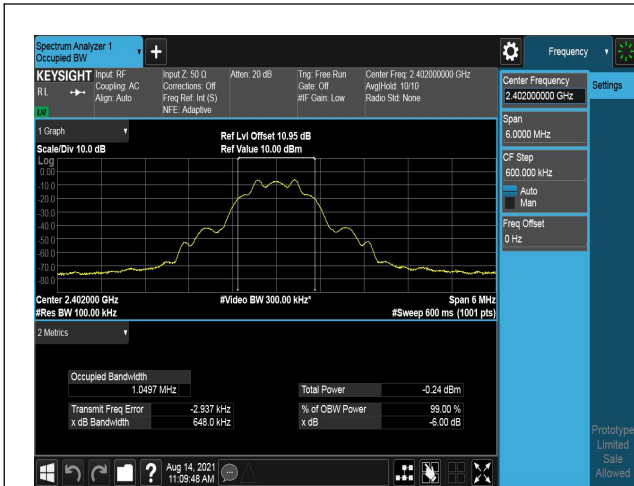 Spectrum Analyzer 1
Occupied BW
Frequency
KEYSIGHT
Input: RF
Coupling: AC
Align: Auto
Input Z: 50 Ω
Corrections: Off
Freq Ref: Int (S)
NFE: Adaptive
Atten: 20 dB
Trig: Free Run
Gate: Off
#IF Gain: Low
Center Freq: 2.402000000 GHz
Avg|Hold: 10/10
Radio Std: None
R L
Center Frequency
2.402000000 GHz
Settings
Span
6.0000 MHz
CF Step
600.000 kHz
Auto
Man
Freq Offset
0 Hz
1 Graph
Scale/Div 10.0 dB
Ref Lvl Offset 10.95 dB
Ref Value 10.00 dBm
Log
0.00
-10.0
-20.0
-30.0
-40.0
-50.0
-60.0
-70.0
-80.0
Center 2.402000 GHz
#Video BW 300.00 kHz*
Span 6 MHz
#Res BW 100.00 kHz
#Sweep 600 ms (1001 pts)
2 Metrics
Occupied Bandwidth
1.0497 MHz
Total Power -0.24 dBm
Transmit Freq Error -2.937 kHz
% of OBW Power 99.00 %
x dB Bandwidth 648.0 kHz
x dB -6.00 dB
Prototype
Limited
Sale
Allowed
Aug 14, 2021
11:09:48 AM